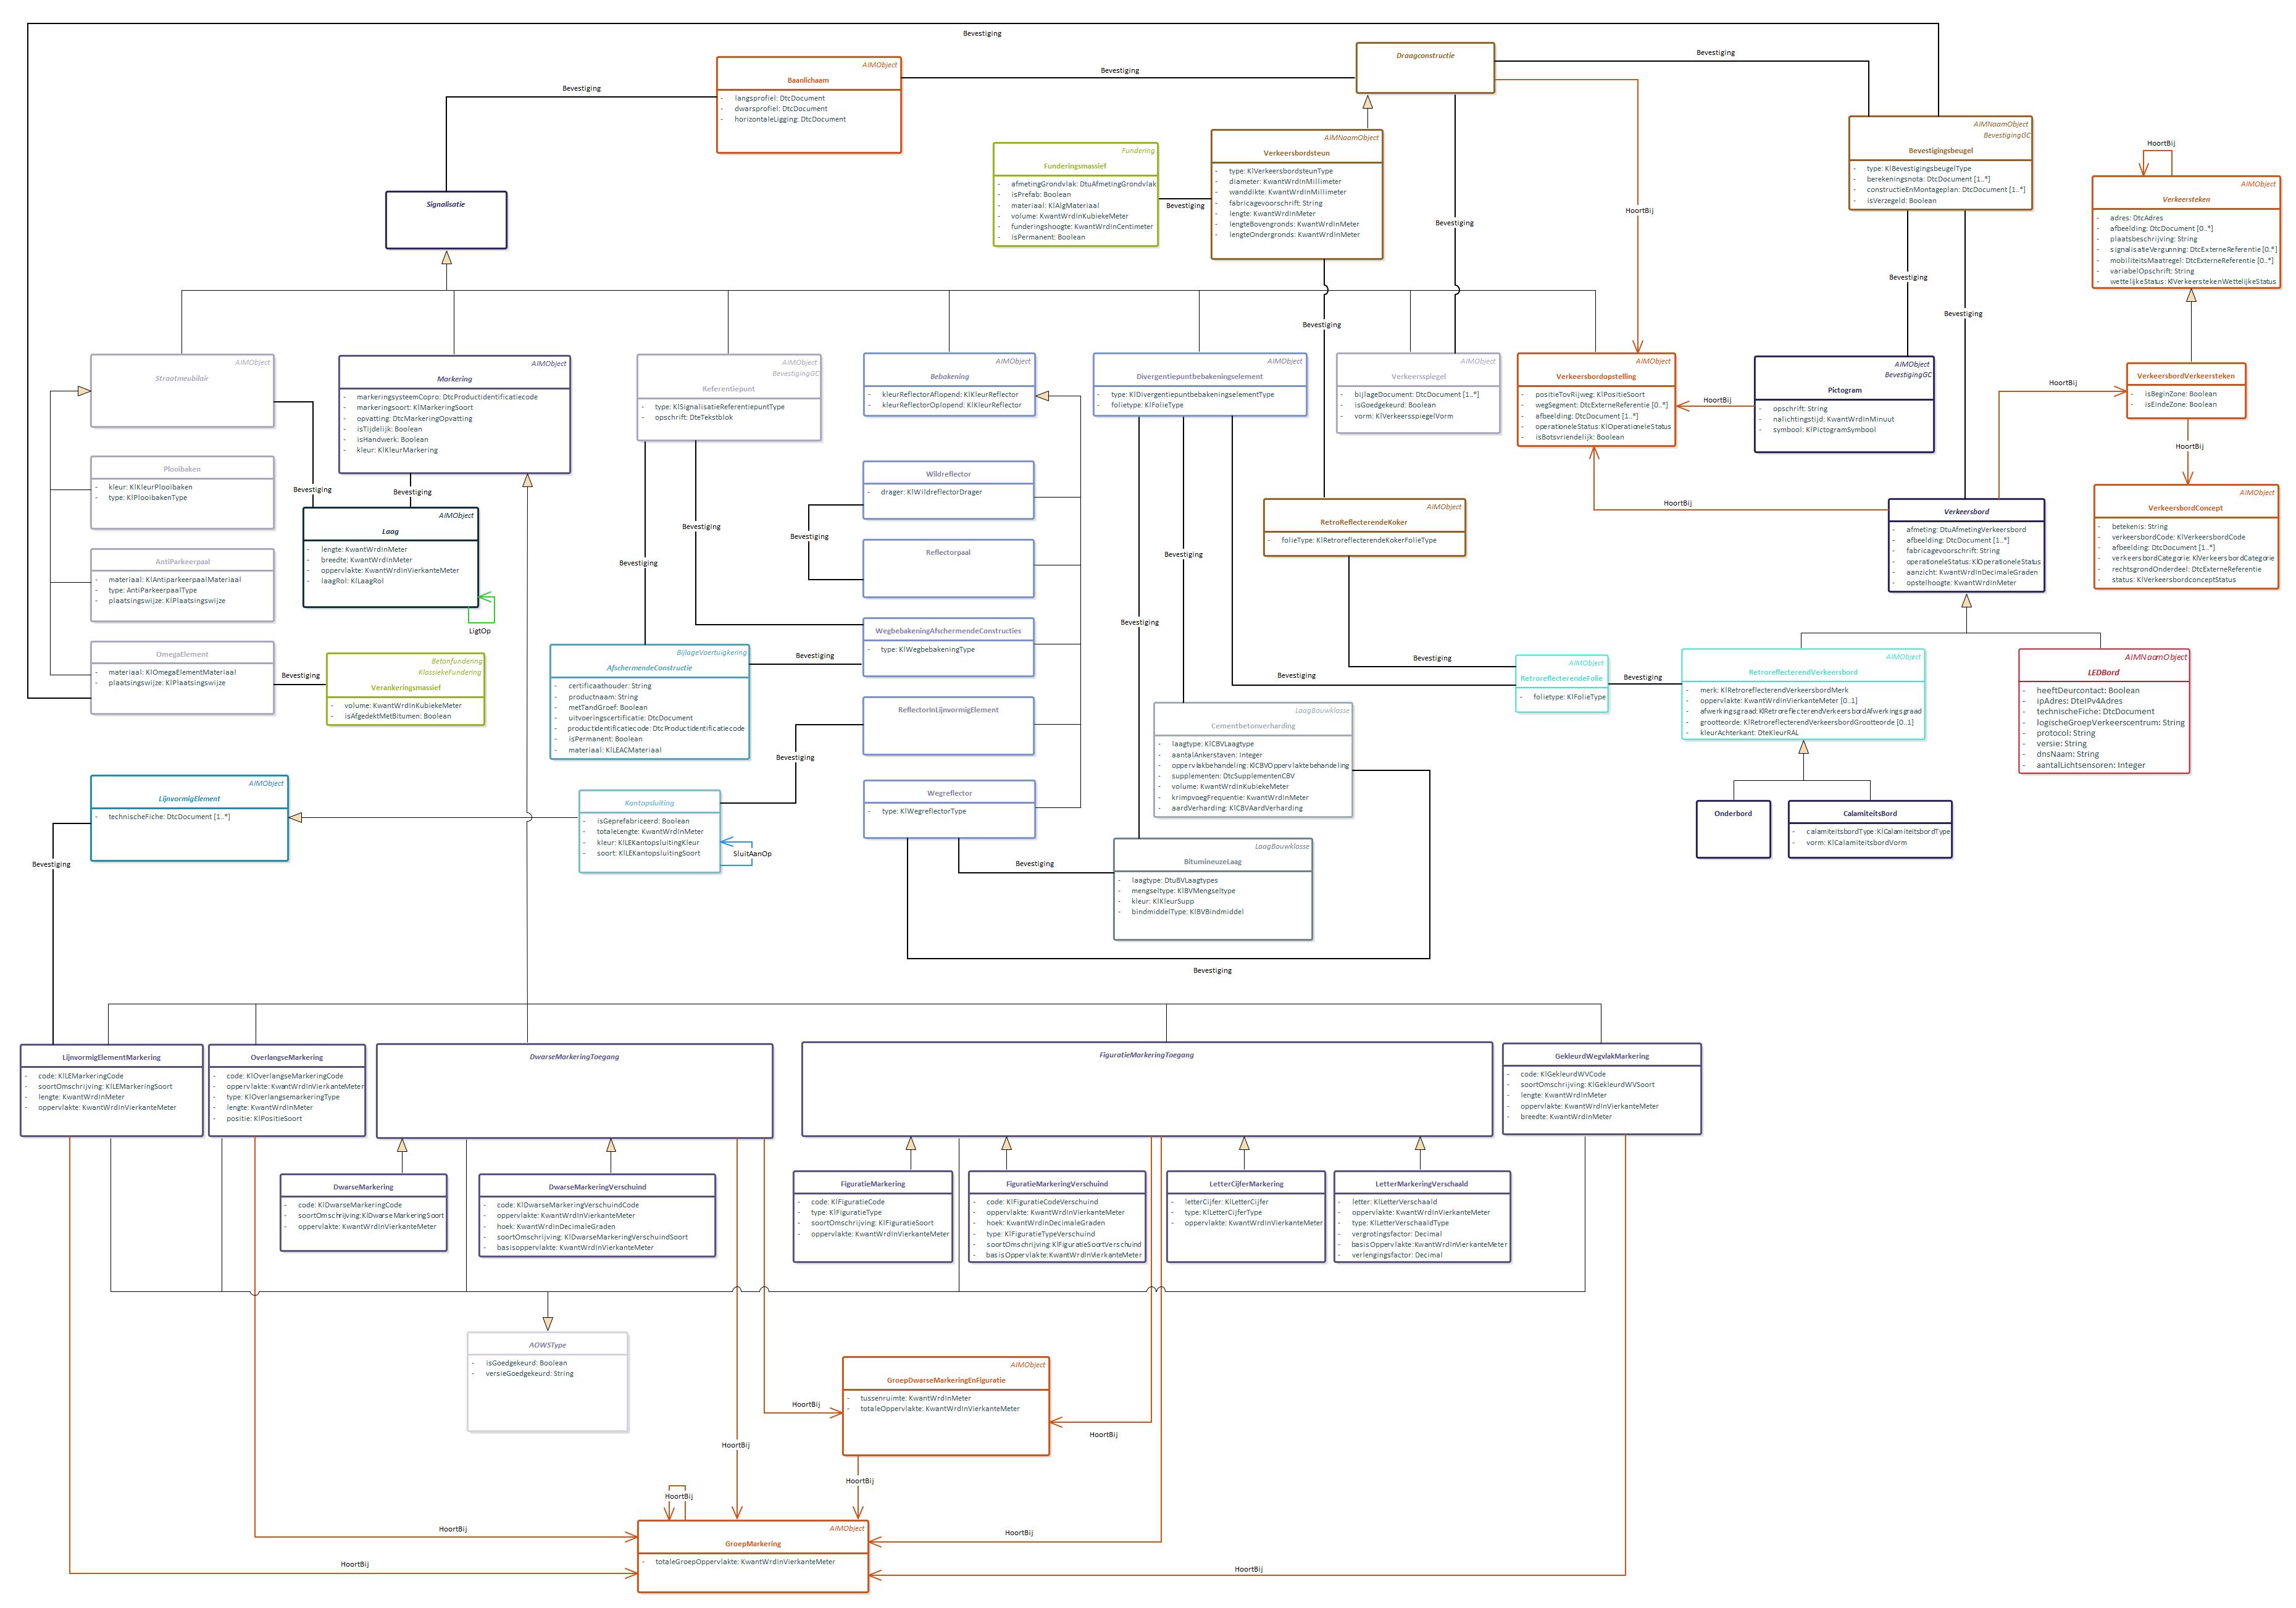 Bevestiging
Draagconstructie
Bevestiging
AIMObject
Baanlichaam
- langsprofiel: DtcDocument
- dwarsprofiel: DtcDocument
- horizontaleLigging: DtcDocument
Bevestiging
Bevestiging
Signalisatie
Fundering
Funderingsmassief
- afmetingGrondvlak: DtuAfmetingGrondvlak
- isPrefab: Boolean
- materiaal: KlAlgMateriaal
- volume: KwantWrdInKubiekeMeter
- funderingshoogte: KwantWrdInCentimeter
- isPermanent: Boolean
Bevestiging
AIMNaamObject
Verkeersbordsteun
- type: KlVerkeersbordsteunType
- diameter: KwantWrdInMillimeter
- wanddikte: KwantWrdInMillimeter
- fabricagevoorschrift: String
- lengte: KwantWrdInMeter
- lengteBovengronds: KwantWrdInMeter
- lengteOndergronds: KwantWrdInMeter
Bevestiging
HoortBij
AIMNaamObject
BevestigingGC
Bevestigingsbeugel
- type: KlBevestigingsbeugelType
- berekeningsnota: DtcDocument [1..*]
- constructieEnMontageplan: DtcDocument [1..*]
- isVerzegeld: Boolean
HoortBij
AIMObject
Verkeersteken
- adres: DtcAdres
- afbeelding: DtcDocument [0..*]
- plaatsbeschrijving: String
- signalisatieVergunning: DtcExterneReferentie [0..*]
- mobiliteitsMaatregel: DtcExterneReferentie [0..*]
- variabelOpschrift: String
- wettelijkeStatus: KlVerkeerstekenWettelijkeStatus
Bevestiging
Bevestiging
Bevestiging
AIMObject
Straatmeubilair
AIMObject
Markering
- markeringsysteemCopro: DtcProductidentificatiecode
- markeringsoort: KlMarkeringSoort
- opvatting: DtcMarkeringOpvatting
- isTijdelijk: Boolean
- isHandwerk: Boolean
- kleur: KlKleurMarkering
AIMObject
BevestigingGC
Referentiepunt
- type: KlSignalisatieReferentiepuntType
- opschrift: DteTekstblok
AIMObject
Bebakening
- kleurReflectorAflopend: KlKleurReflector
- kleurReflectorOplopend: KlKleurReflector
AIMObject
Divergentiepuntbebakeningselement
- type: KlDivergentiepuntbebakeningselementType
- folietype: KlFolieType
AIMObject
Verkeersspiegel
- bijlageDocument: DtcDocument [1..*]
- isGoedgekeurd: Boolean
- vorm: KlVerkeersspiegelVorm
AIMObject
Verkeersbordopstelling
- positieTovRijweg: KlPositieSoort
- wegSegment: DtcExterneReferentie [0..*]
- afbeelding: DtcDocument [1..*]
- operationeleStatus: KlOperationeleStatus
- isBotsvriendelijk: Boolean
HoortBij
AIMObject
BevestigingGC
Pictogram
- opschrift: String
- nalichtingstijd: KwantWrdInMinuut
- symbool: KlPictogramSymbool
HoortBij
VerkeersbordVerkeersteken
- isBeginZone: Boolean
- isEindeZone: Boolean
HoortBij
Plooibaken
- kleur: KlKleurPlooibaken
- type: KlPlooibakenType
Bevestiging
Bevestiging
AIMObject
Laag
- lengte: KwantWrdInMeter
- breedte: KwantWrdInMeter
- oppervlakte: KwantWrdInVierkanteMeter
- laagRol: KlLaagRol
LigtOp
Bevestiging
Bevestiging
Wildreflector
- drager: KlWildreflectorDrager
Bevestiging
Reflectorpaal
Bevestiging
Bevestiging
AIMObject
RetroReflecterendeKoker
- folieType: KlRetroreflecterendeKokerFolieType
HoortBij
AIMObject
Verkeersbord
- afmeting: DtuAfmetingVerkeersbord
- afbeelding: DtcDocument [1..*]
- fabricagevoorschrift: String
- operationeleStatus: KlOperationeleStatus
- aanzicht: KwantWrdInDecimaleGraden
- opstelhoogte: KwantWrdInMeter
AIMObject
VerkeersbordConcept
- betekenis: String
- verkeersbordCode: KlVerkeersbordCode
- afbeelding: DtcDocument [1..*]
- verkeersbordCategorie: KlVerkeersbordCategorie
- rechtsgrondOnderdeel: DtcExterneReferentie
- status: KlVerkeersbordconceptStatus
AntiParkeerpaal
- materiaal: KlAntiparkeerpaalMateriaal
- type: AntiParkeerpaalType
- plaatsingswijze: KlPlaatsingswijze
OmegaElement
- materiaal: KlOmegaElementMateriaal
- plaatsingswijze: KlPlaatsingswijze
Bevestiging
Betonfundering
KlassiekeFundering
Verankeringsmassief
- volume: KwantWrdInKubiekeMeter
- isAfgedektMetBitumen: Boolean
BijlageVoertuigkering
AfschermendeConstructie
- certificaathouder: String
- productnaam: String
- metTandGroef: Boolean
- uitvoeringscertificatie: DtcDocument
- productidentificatiecode: DtcProductidentificatiecode
- isPermanent: Boolean
- materiaal: KlLEACMateriaal
Bevestiging
WegbebakeningAfschermendeConstructies
- type: KlWegbebakeningType
ReflectorInLijnvormigElement
Bevestiging
Bevestiging
Bevestiging
AIMObject
RetroreflecterendeFolie
- folietype: KlFolieType
Bevestiging
AIMObject
RetroreflecterendVerkeersbord
- merk: KlRetroreflecterendVerkeersbordMerk
- oppervlakte: KwantWrdInVierkanteMeter [0..1]
- afwerkingsgraad: KlRetroreflecterendVerkeersbordAfwerkingsgraad
- grootteorde: KlRetroreflecterendVerkeersbordGrootteorde [0..1]
- kleurAchterkant: DteKleurRAL
AIMNaamObject
LEDBord
- heeftDeurcontact: Boolean
- ipAdres: DteIPv4Adres
- technischeFiche: DtcDocument
- logischeGroepVerkeerscentrum: String
- protocol: String
- versie: String
- dnsNaam: String
- aantalLichtsensoren: Integer
LaagBouwklasse
Cementbetonverharding
- laagtype: KlCBVLaagtype
- aantalAnkerstaven: Integer
- oppervlakbehandeling: KlCBVOppervlaktebehandeling
- supplementen: DtcSupplementenCBV
- volume: KwantWrdInKubiekeMeter
- krimpvoegFrequentie: KwantWrdInMeter
- aardVerharding: KlCBVAardVerharding
AIMObject
LijnvormigElement
- technischeFiche: DtcDocument [1..*]
Bevestiging
Kantopsluiting
- isGeprefabriceerd: Boolean
- totaleLengte: KwantWrdInMeter
- kleur: KlLEKantopsluitingKleur
- soort: KlLEKantopsluitingSoort
SluitAanOp
Wegreflector
- type: KlWegreflectorType
Bevestiging
LaagBouwklasse
BitumineuzeLaag
- laagtype: DtuBVLaagtypes
- mengseltype: KlBVMengseltype
- kleur: KlKleurSupp
- bindmiddelType: KlBVBindmiddel
Bevestiging
Onderbord
CalamiteitsBord
- calamiteitsbordType: KlCalamiteitsbordType
- vorm: KlCalamiteitsbordVorm
LijnvormigElementMarkering
- code: KlLEMarkeringCode
- soortOmschrijving: KlLEMarkeringSoort
- lengte: KwantWrdInMeter
- oppervlakte: KwantWrdInVierkanteMeter
OverlangseMarkering
- code: KlOverlangseMarkeringCode
- oppervlakte: KwantWrdInVierkanteMeter
- type: KlOverlangsemarkeringType
- lengte: KwantWrdInMeter
- positie: KlPositieSoort
DwarseMarkeringToegang
FiguratieMarkeringToegang
GekleurdWegvlakMarkering
- code: KlGekleurdWVCode
- soortOmschrijving: KlGekleurdWVSoort
- lengte: KwantWrdInMeter
- oppervlakte: KwantWrdInVierkanteMeter
- breedte: KwantWrdInMeter
DwarseMarkering
- code: KlDwarseMarkeringCode
- soortOmschrijving: KlDwarseMarkeringSoort
- oppervlakte: KwantWrdInVierkanteMeter
DwarseMarkeringVerschuind
- code: KlDwarseMarkeringVerschuindCode
- oppervlakte: KwantWrdInVierkanteMeter
- hoek: KwantWrdInDecimaleGraden
- soortOmschrijving: KlDwarseMarkeringVerschuindSoort
- basisoppervlakte: KwantWrdInVierkanteMeter
FiguratieMarkering
- code: KlFiguratieCode
- type: KlFiguratieType
- soortOmschrijving: KlFiguratieSoort
- oppervlakte: KwantWrdInVierkanteMeter
FiguratieMarkeringVerschuind
- code: KlFiguratieCodeVerschuind
- oppervlakte: KwantWrdInVierkanteMeter
- hoek: KwantWrdInDecimaleGraden
- type: KlFiguratieTypeVerschuind
- soortOmschrijving: KlFiguratieSoortVerschuind
- basisOppervlakte: KwantWrdInVierkanteMeter
LetterCijferMarkering
- letterCijfer: KlLetterCijfer
- type: KlLetterCijferType
- oppervlakte: KwantWrdInVierkanteMeter
LetterMarkeringVerschaald
- letter: KlLetterVerschaald
- oppervlakte: KwantWrdInVierkanteMeter
- type: KlLetterVerschaaldType
- vergrotingsfactor: Decimal
- basisOppervlakte: KwantWrdInVierkanteMeter
- verlengingsfactor: Decimal
AOWSType
- isGoedgekeurd: Boolean
- versieGoedgekeurd: String
AIMObject
GroepDwarseMarkeringEnFiguratie
- tussenruimte: KwantWrdInMeter
- totaleOppervlakte: KwantWrdInVierkanteMeter
HoortBij
HoortBij
HoortBij
HoortBij
HoortBij
AIMObject
GroepMarkering
- totaleGroepOppervlakte: KwantWrdInVierkanteMeter
HoortBij
HoortBij
HoortBij
HoortBij